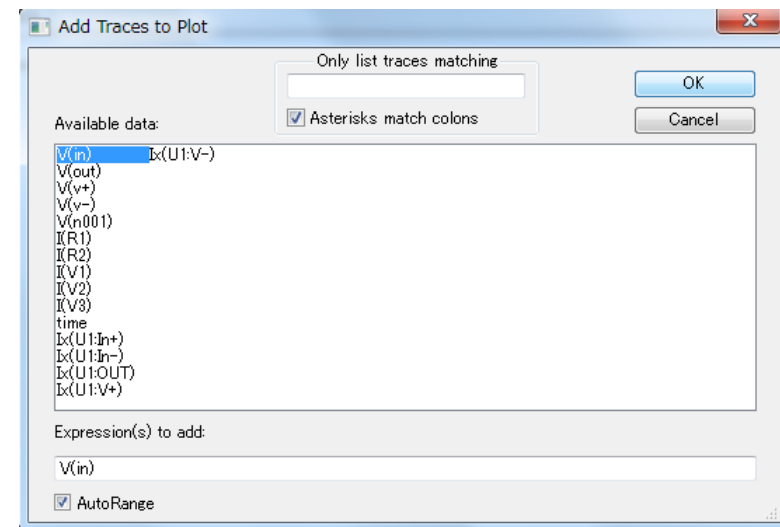 Add Traces to Plot
Only list traces matching
OK
Asterisks match colons
Cancel
Available data:
V(in) Ix(U1:V-)
V(out)
V(v+)
V(v-)
V(n001)
I(R1)
I(R2)
I(V1)
I(V2)
I(V3)
time
Ix(U1:In+)
Ix(U1:In-)
Ix(U1:OUT)
Ix(U1:V+)
Expression(s) to add:
V(in)
AutoRange